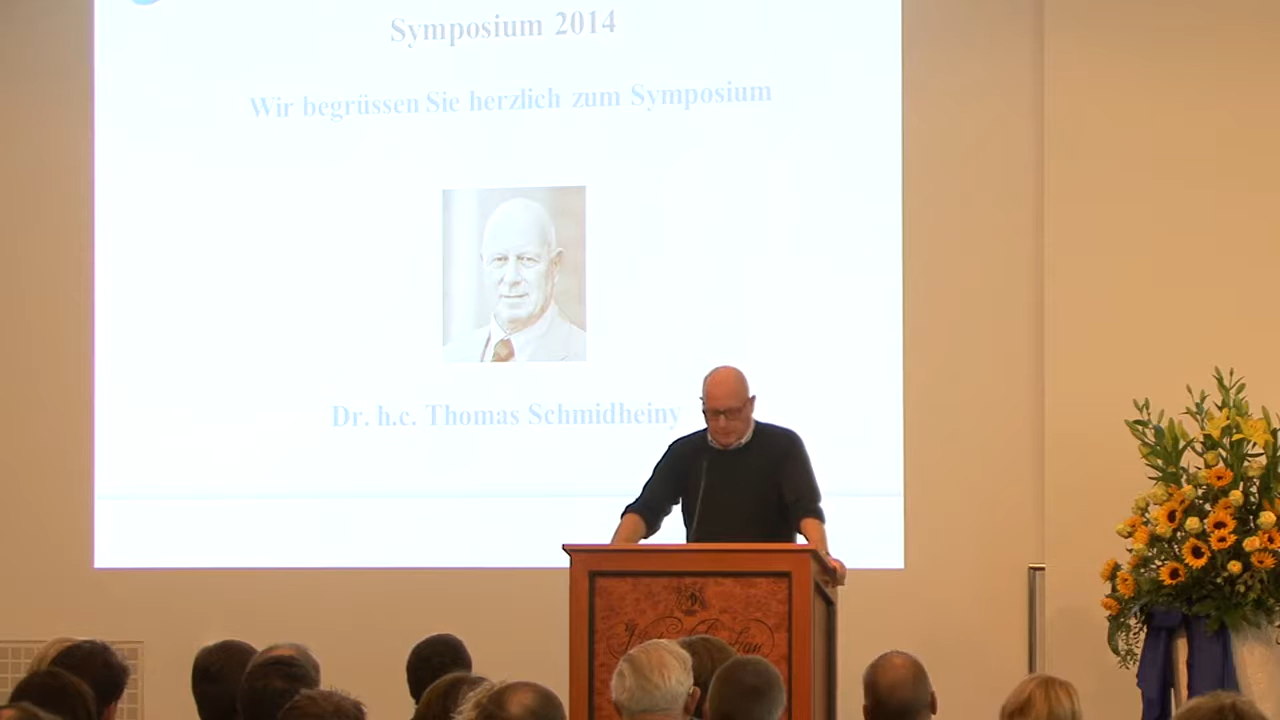 Symposium 2014
Wir begrüssen Sie herzlich zum Symposium
Dr. h.c. Thomas Schmidheiny